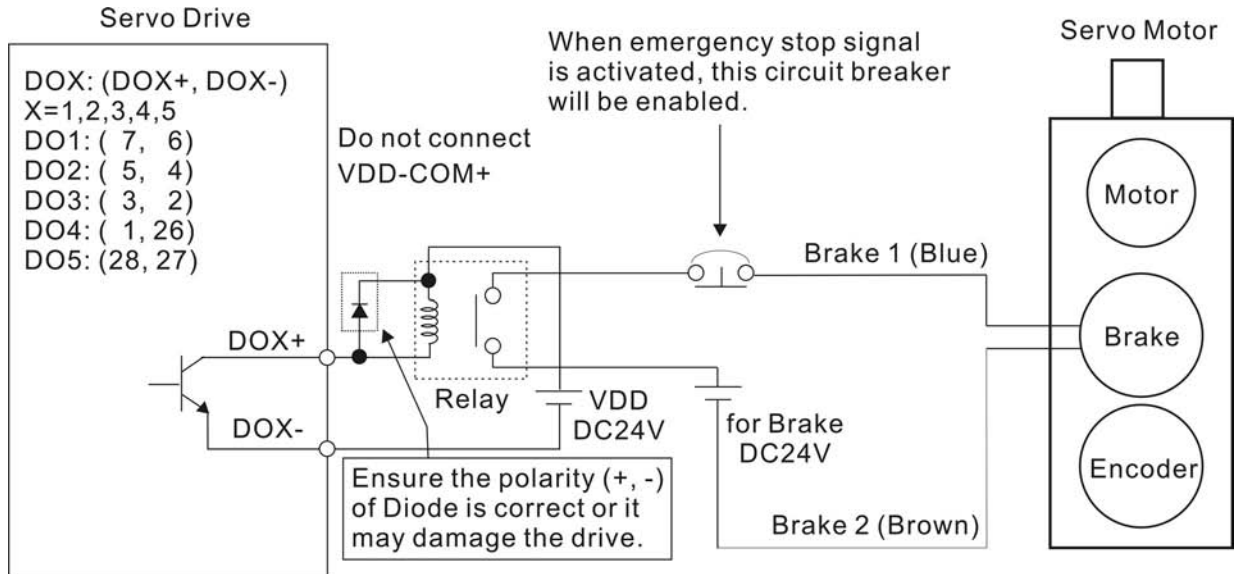 Servo Drive
DOX: (DOX+, DOX-)
X=1,2,3,4,5
DO1: ( 7, 6)
DO2: ( 5, 4)
DO3: ( 3, 2)
DO4: ( 1, 26)
DO5: (28, 27)
DOX+
DOX-
Do not connect
VDD-COM+
Relay
VDD
DC24V
Ensure the polarity (+, -)
of Diode is correct or it
may damage the drive.
When emergency stop signal
is activated, this circuit breaker
will be enabled.
for Brake
DC24V
Brake 1 (Blue)
Brake 2 (Brown)
Servo Motor
Motor
Brake
Encoder